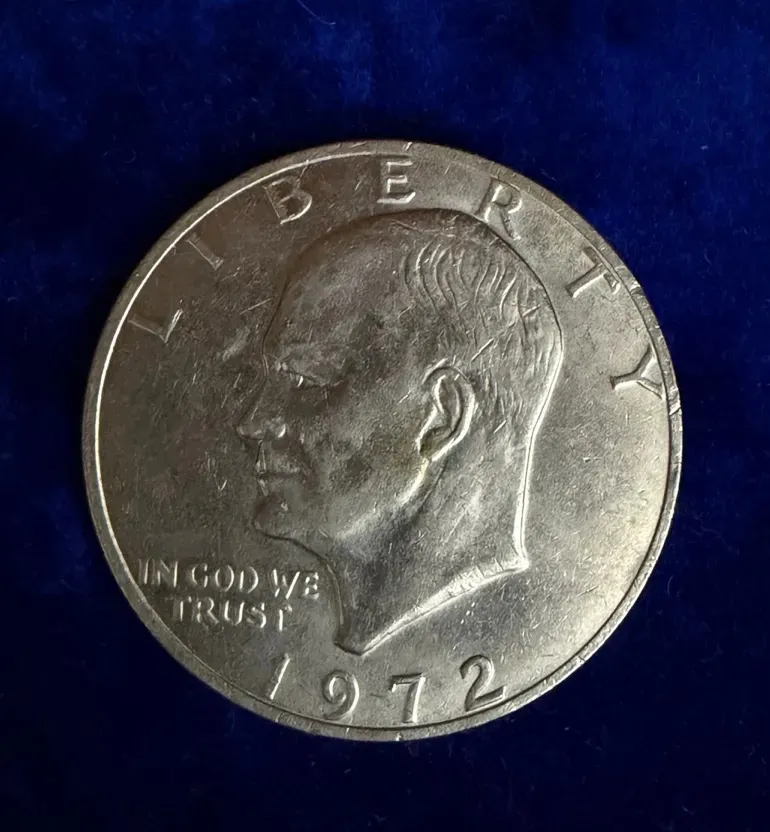 LIBERTY
IN GOD WE
TRUST
1972